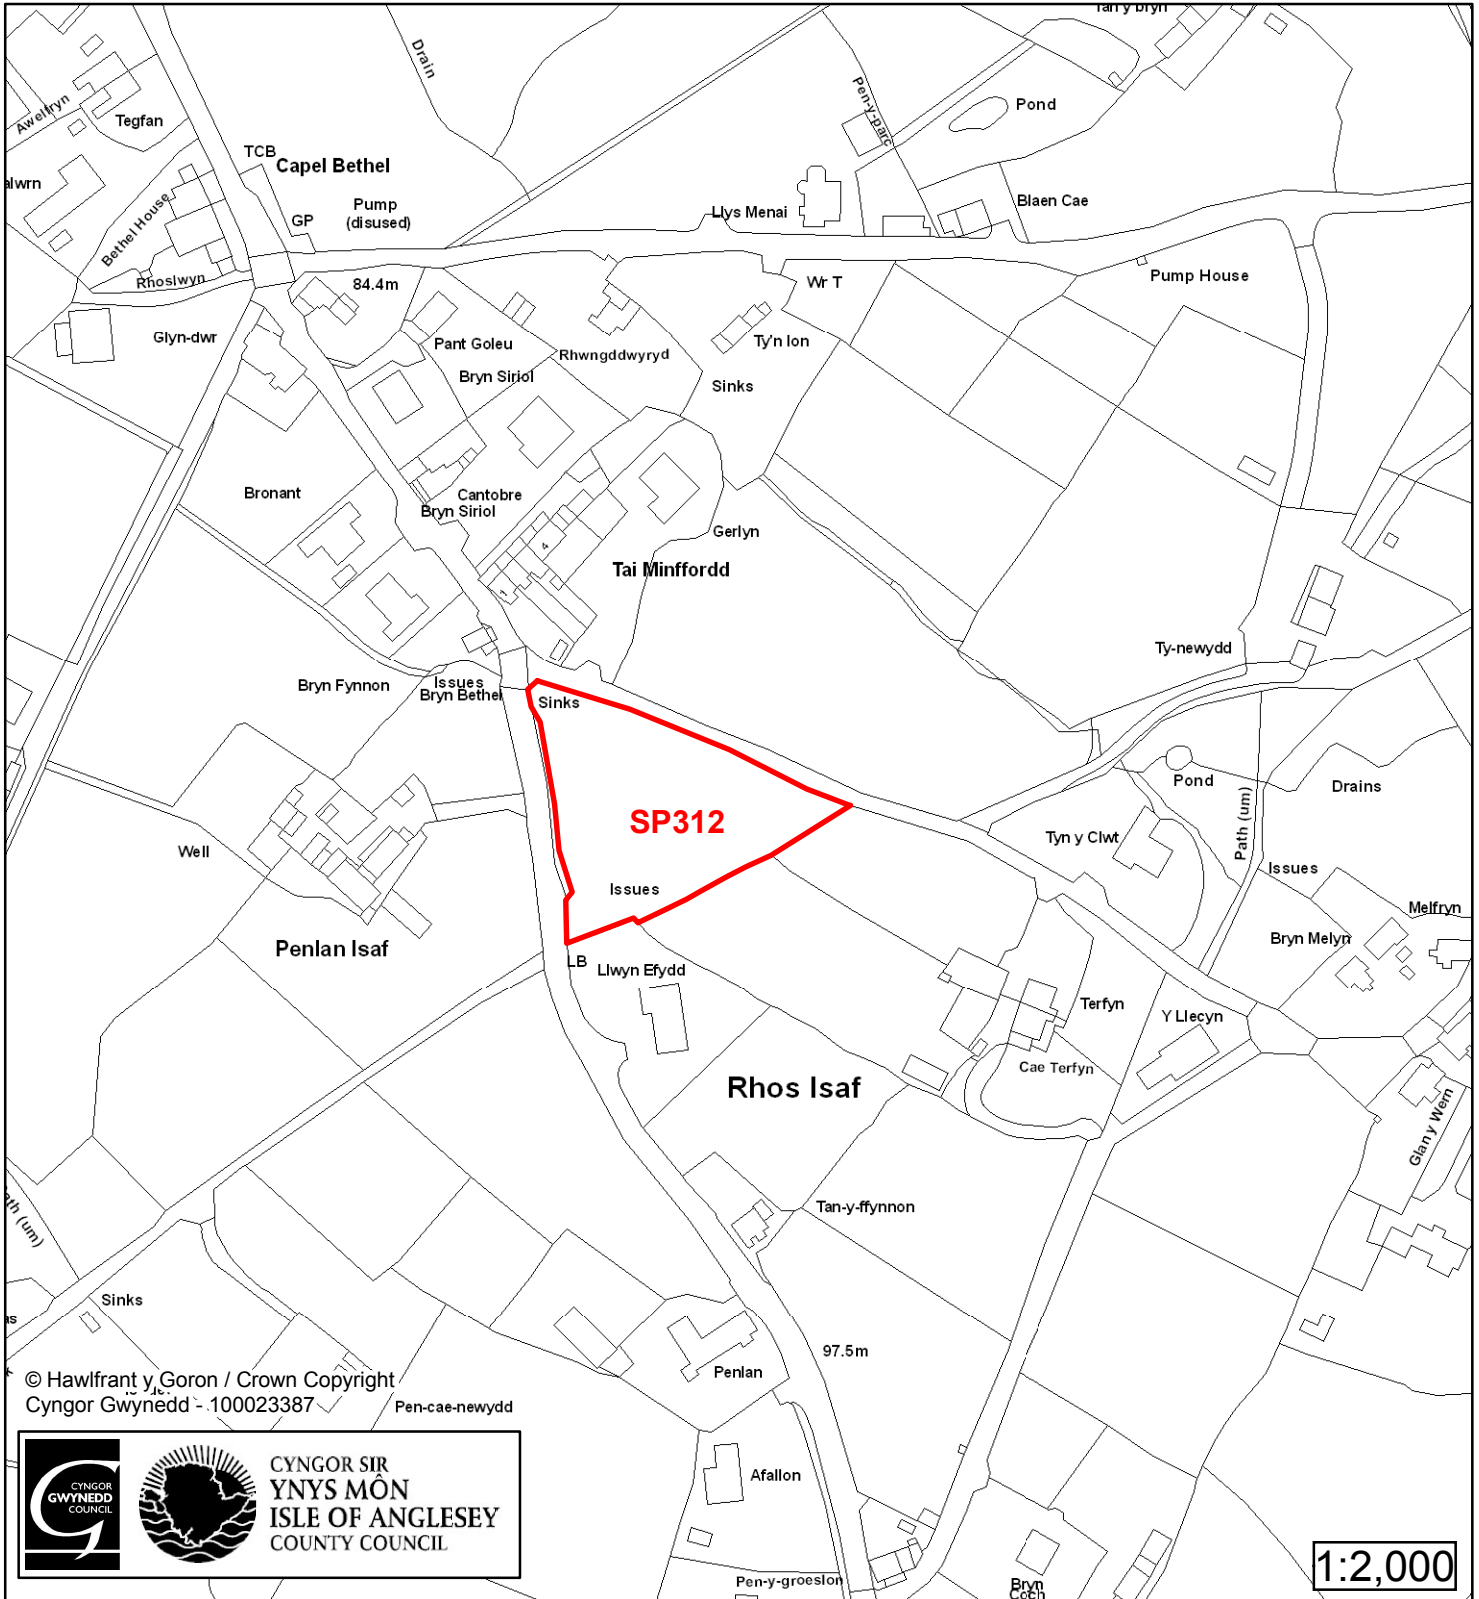 Tan y bryn
Drain
Awelfryn
Tegfan
Pen-y-parc
Pond
TCB
Capel Bethel
alwrn
Bethel House
GP
Pump
(disused)
Llys Menai
Blaen Cae
Rhoslwyn
84.4m
Wr T
Pump House
Glyn-dwr
Pant Goleu
Rhwngddwyryd
Ty'n lon
Bryn Siriol
Sinks
Bronant
Cantobre
Bryn Siriol
4
Gerlyn
Tai Minffordd
1
Ty-newydd
Bryn Fynnon
Issues
Bryn Bethel
Sinks
Pond
Drains
SP312
Path (um)
Tyn y Clwt
Well
Issues
Issues
Melfryn
Penlan Isaf
Bryn Melyn
LB
Llwyn Efydd
Terfyn
Y Llecyn
Cae Terfyn
Rhos Isaf
Glan y Wern
Path (um)
Tan-y-ffynnon
Sinks
as
97.5m
Penlan
© Hawlfrant y Goron / Crown Copyright
Cyngor Gwynedd - 100023387
Pen-cae-newydd
Afallon
CYNGOR
GWYNEDD
COUNCIL
CYNGOR SIR
YNYS MÔN
ISLE OF ANGLESEY
COUNTY COUNCIL
Pen-y-groeslon
Bryn
Coch
1:2,000